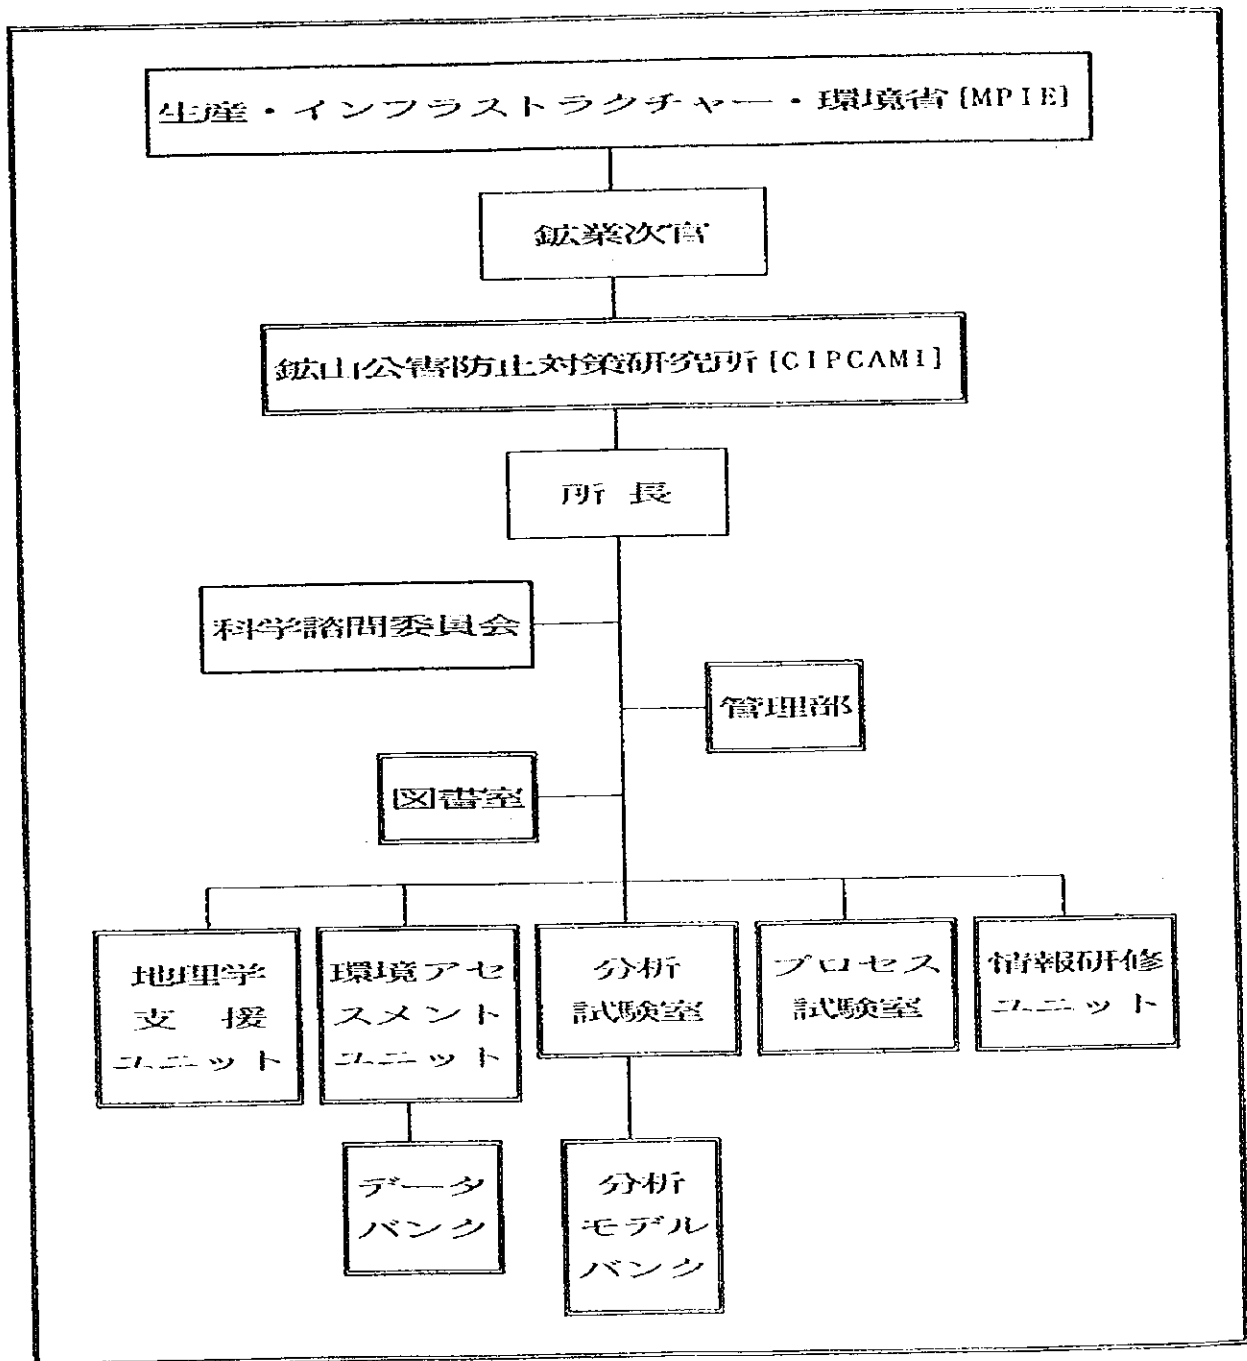 生産・インフラストラクチャー・環境省[MPIE]
鉱業次官
鉱山公害防止対策研究所[CIPCAMI]
所 長
科学諮問委員会
管理部
図書室
地理学
支 援
ユニット
環境アセ
スメント
ユニット
分析
試験室
プロセス
試験室
情報研修
ユニット
データ
バンク
分析
モデル
バンク